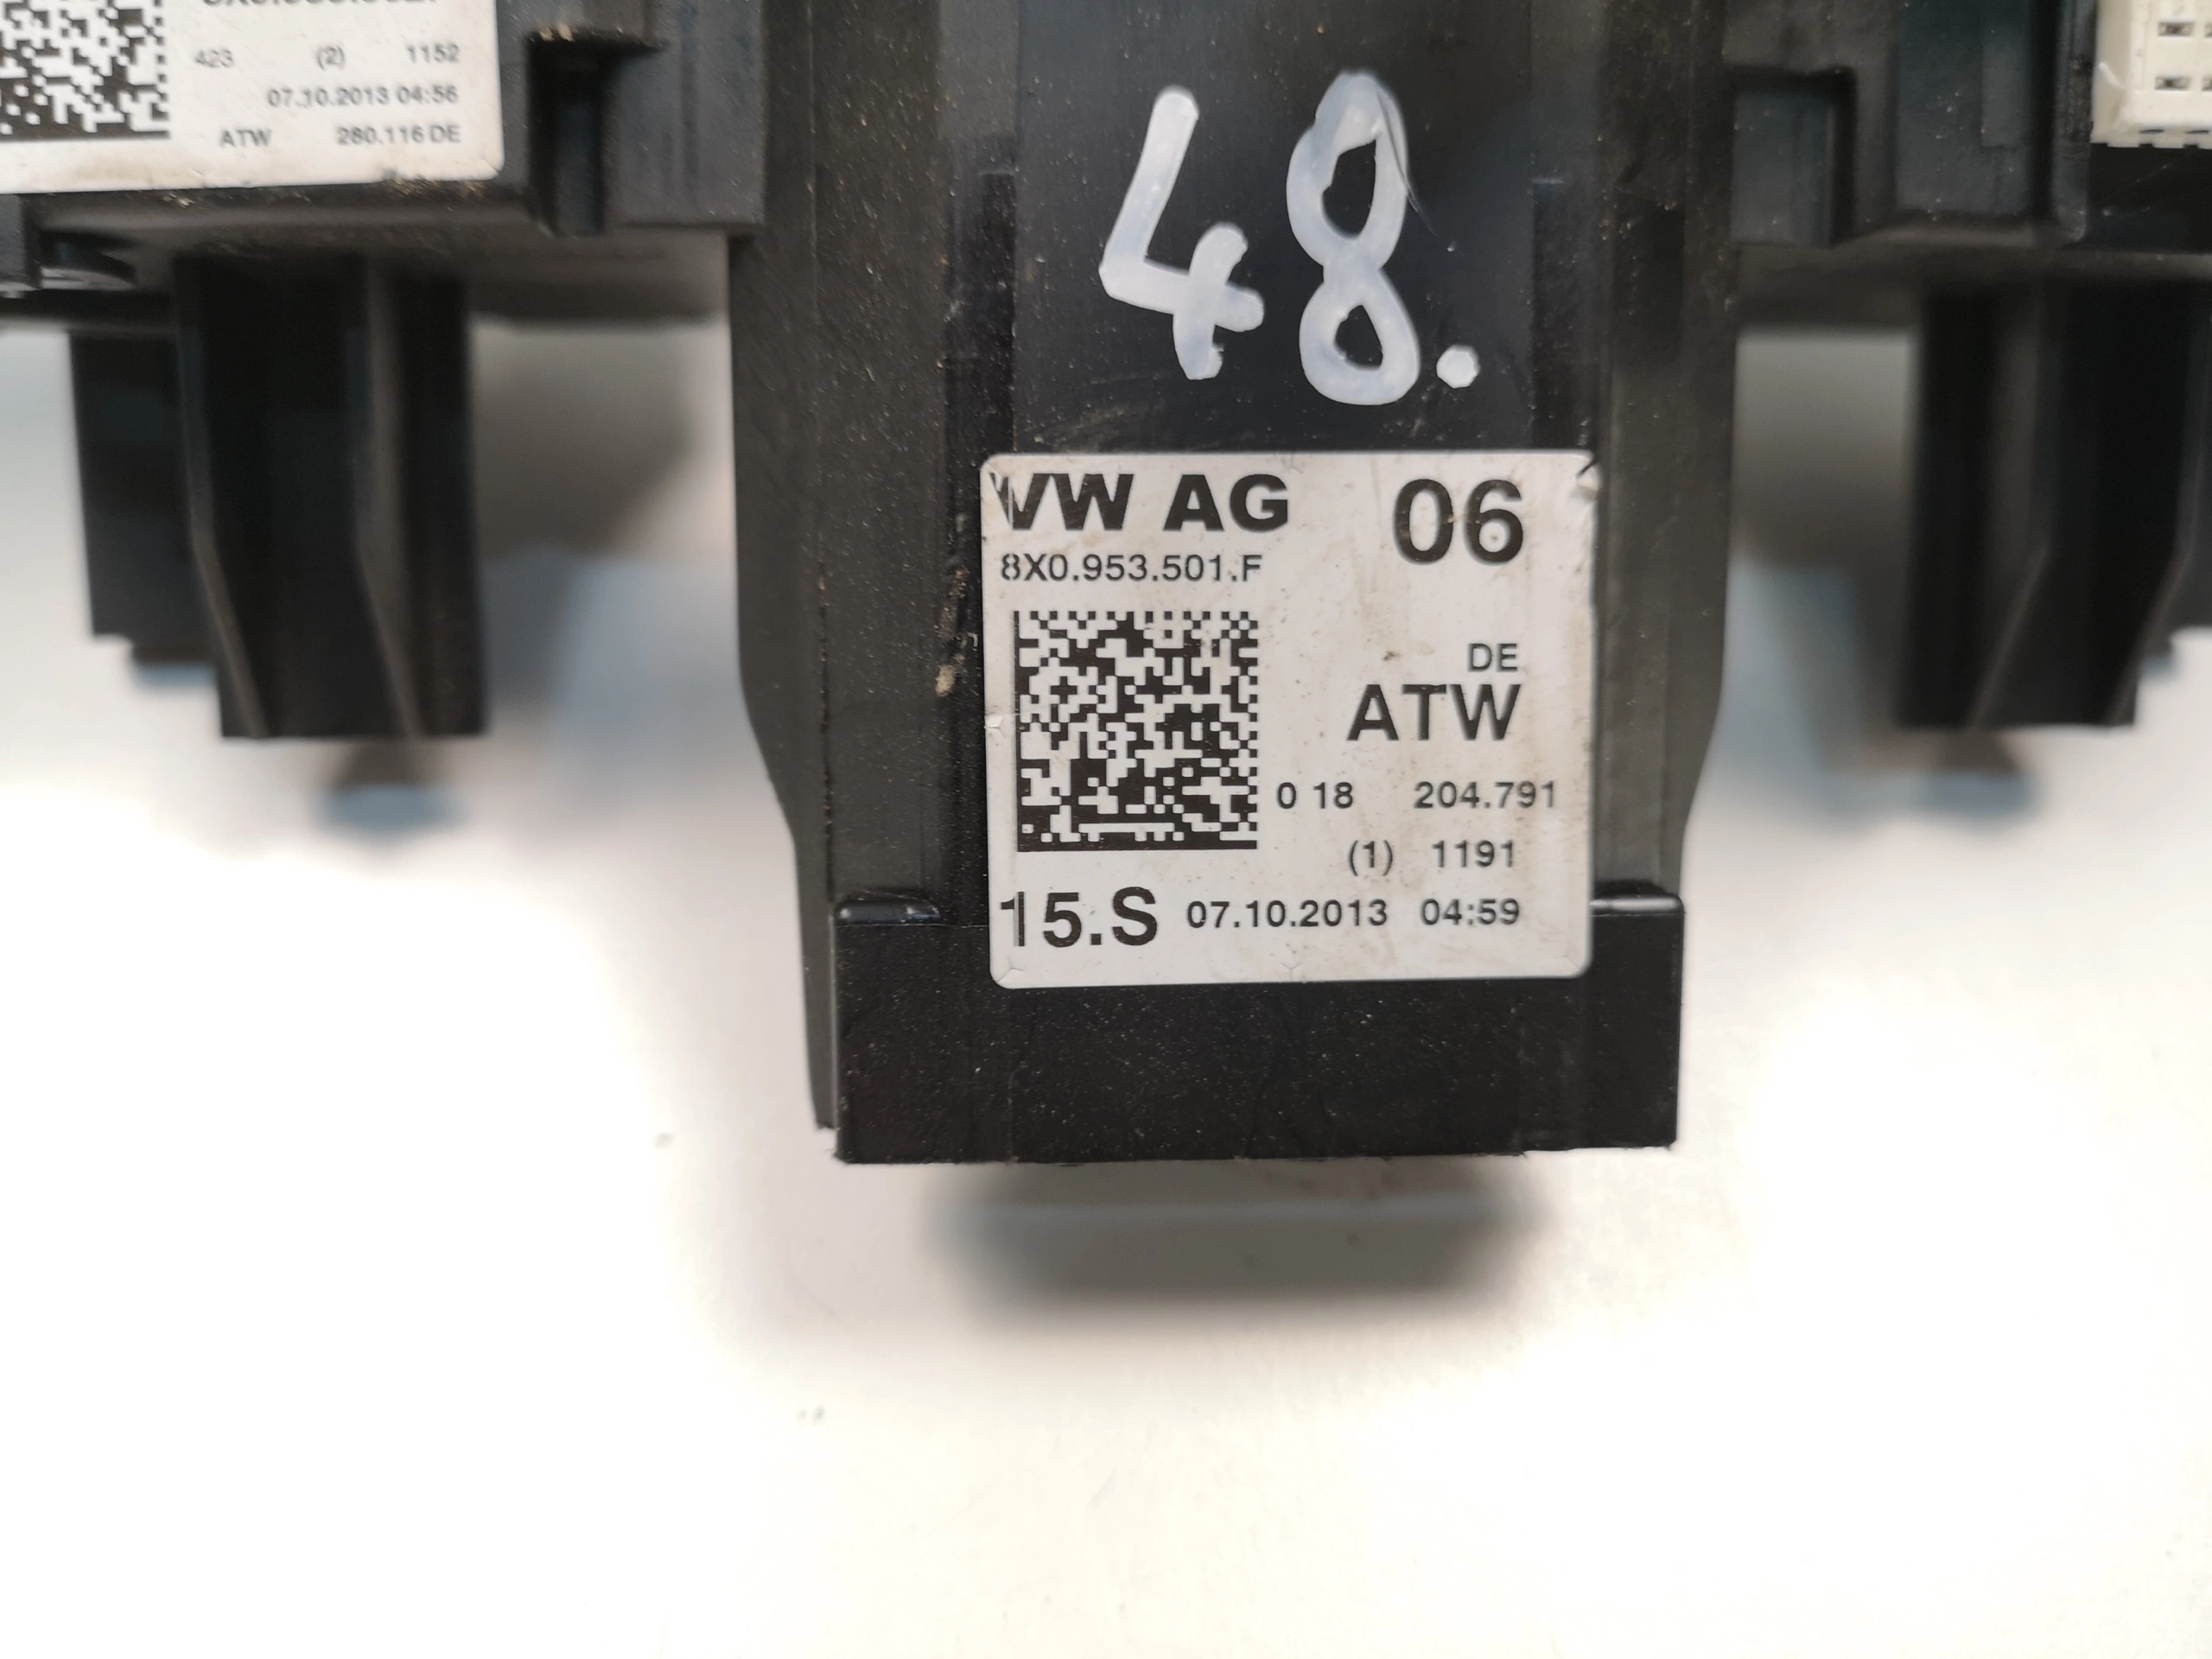 423 (2) 1152
07.10.2013 04:56
ATW 280.116 DE
48.
VW AG 06
8X0.953.501.F
DE
ATW
0 18 204.791
(1) 1191
15.S 07.10.2013 04:59